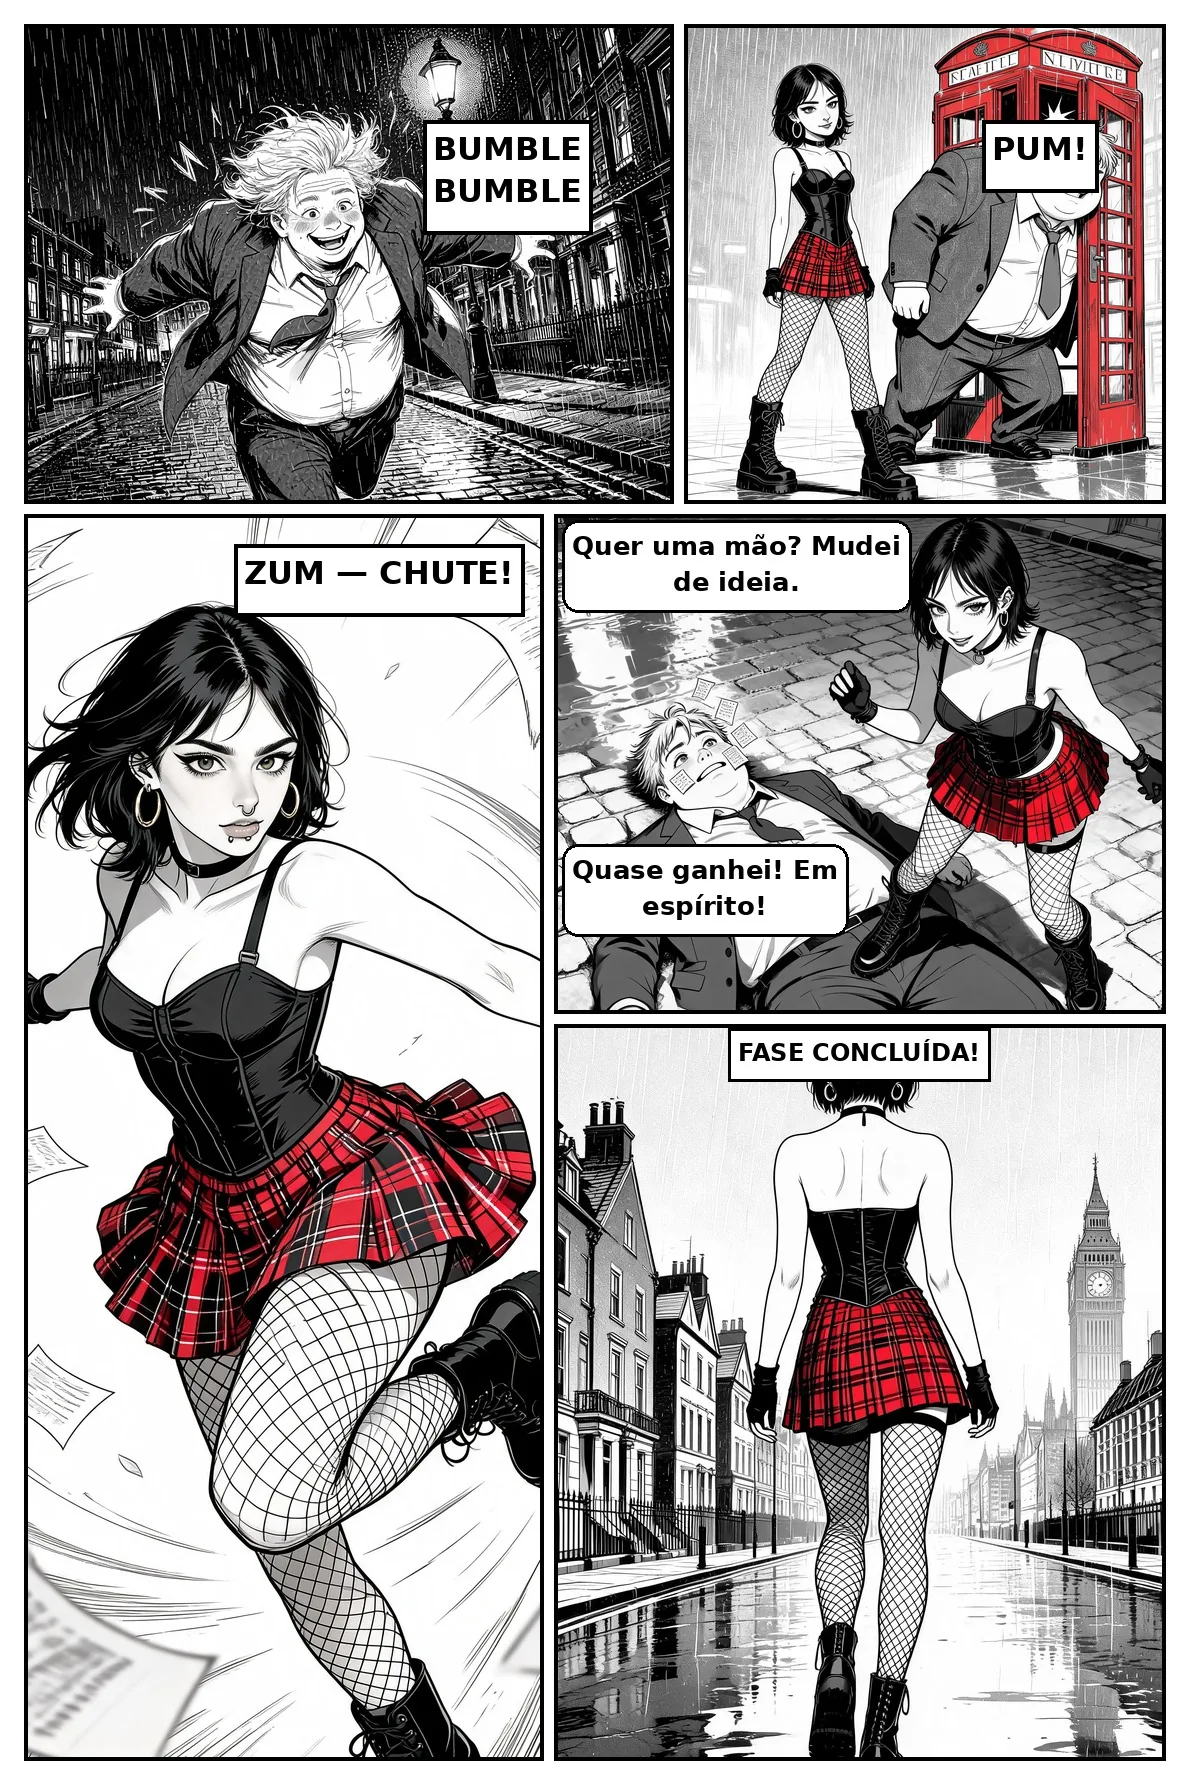 BUMBLE
BUMBLE
PUM!
ZUM — CHUTE!
Quer uma mão? Mudei
de ideia.
Quase ganhei! Em
espírito!
FASE CONCLUÍDA!